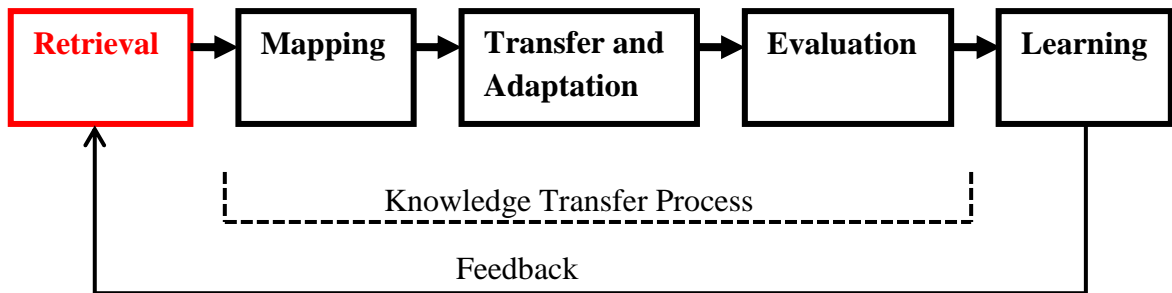 Retrieval
Mapping
Transfer and
Adaptation
Evaluation
Learning
Knowledge Transfer Process
Feedback